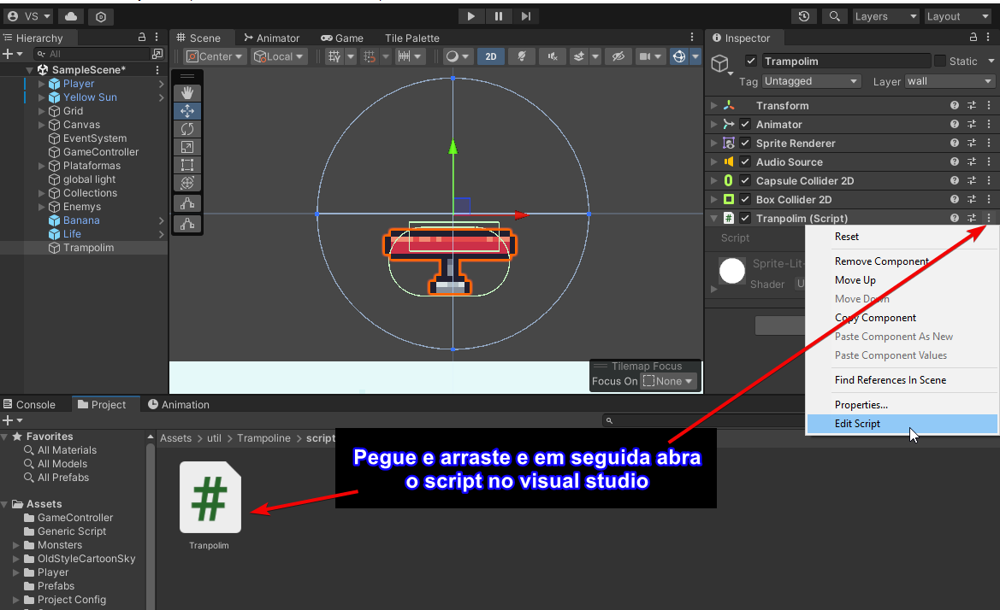 VS
Layers
Layout
Hierarchy
All
SampleScene*
Player
Yellow Sun
Grid
Canvas
EventSystem
GameController
Plataformas
global light
Collections
Enemys
Banana
Life
Trampolim
Scene
Animator
Game
Tile Palette
Center
Local
2D
Tilemap Focus
Focus On
None
Inspector
Trampolim
Static
Tag
Untagged
Layer
wall
Transform
Animator
Sprite Renderer
Audio Source
Capsule Collider 2D
Box Collider 2D
Tranpolim (Script)
Script
Sprite-Lit-
Shader
U
Reset
Remove Component
Move Up
Move Down
Copy Component
Paste Component As New
Paste Component Values
Find References In Scene
Properties...
Edit Script
Console
Project
Animation
Favorites
All Materials
All Models
All Prefabs
Assets
GameController
Generic Script
Monsters
OldStyleCartoonSky
Player
Prefabs
Project Config
Assets > util > Trampoline > script
Tranpolim
Pegue e arraste e em seguida abra
o script no visual studio